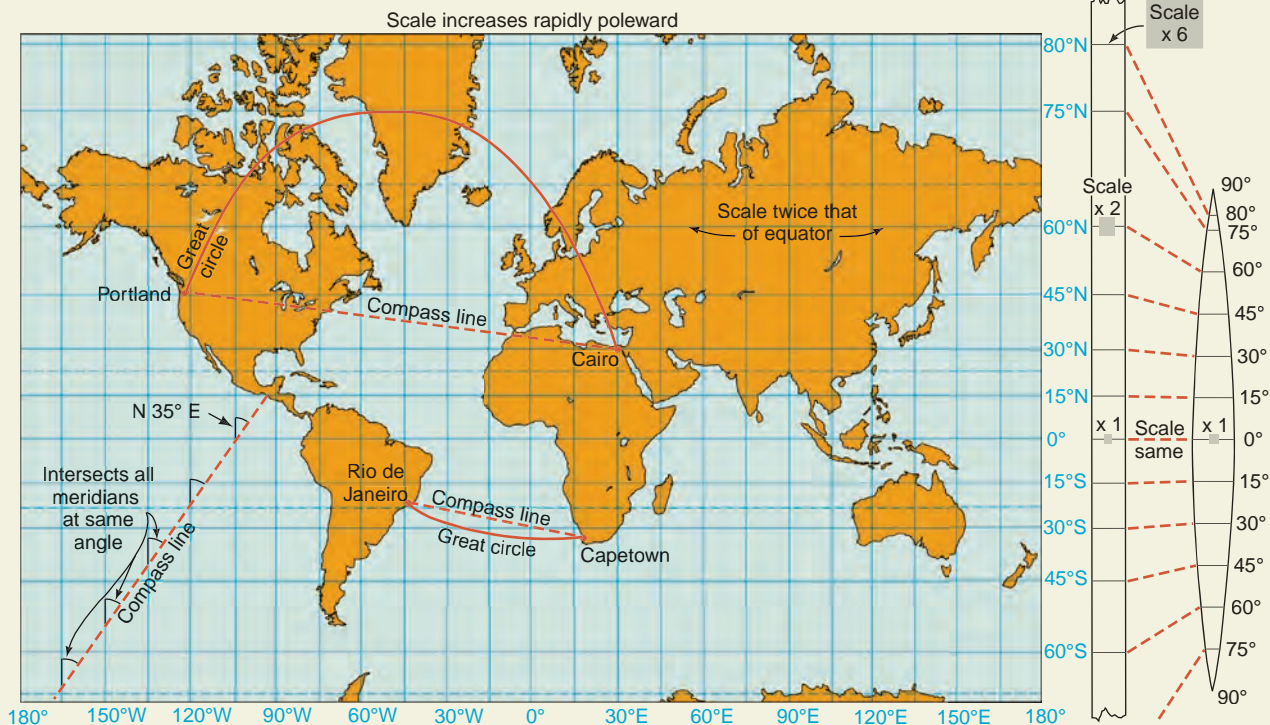 Scale increases rapidly poleward
Scale
x 6
80°N
75°N
Scale
x 2
60°N
45°N
30°N
15°N
0°
15°S
30°S
45°S
60°S
Scale twice that
of equator
Great
circle
Portland
Compass line
Cairo
N 35° E
Intersects all
meridians
at same
angle
Compass line
Rio de
Janeiro
Compass line
Great circle
Capetown
x 1
Scale
same
x 1
90°
80°
75°
60°
45°
30°
15°
0°
15°
30°
45°
60°
75°
90°
180°
150°W
120°W
90°W
60°W
30°W
0°
30°E
60°E
90°E
120°E
150°E
180°